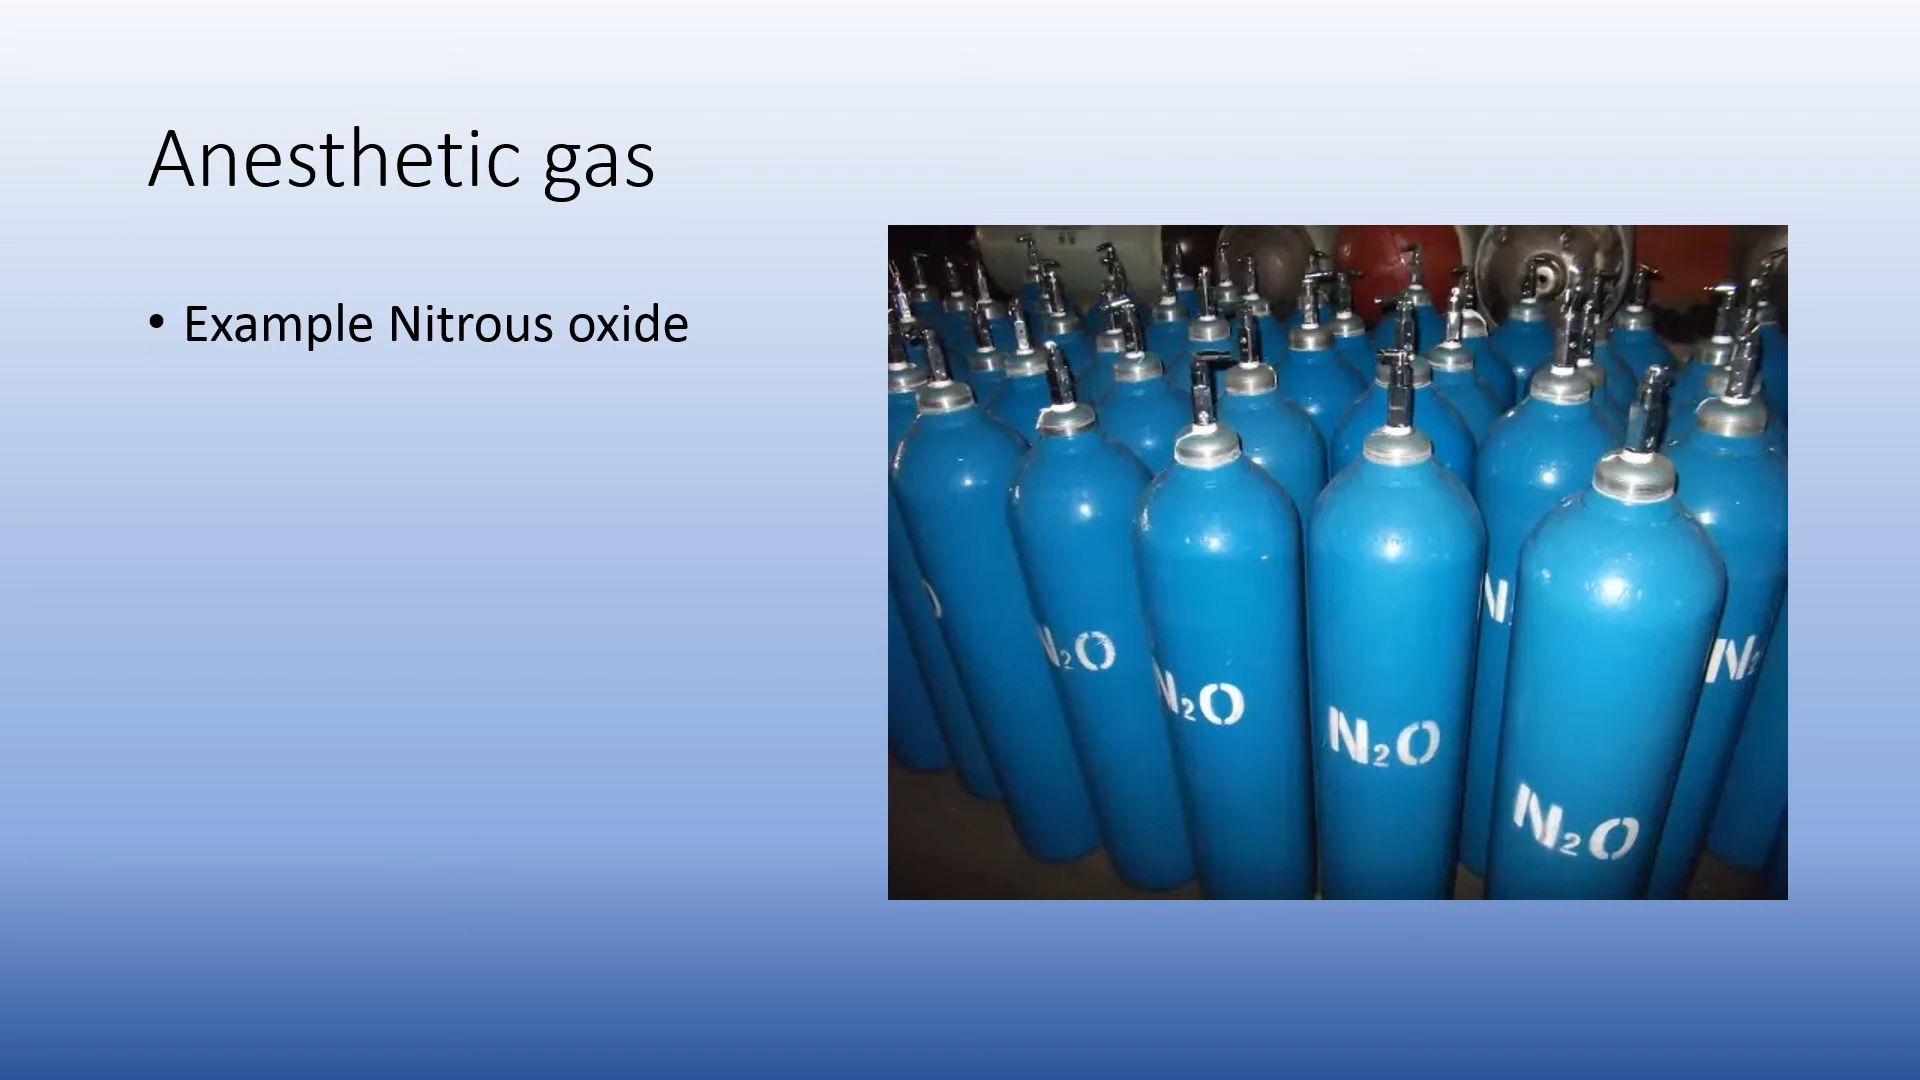 Anesthetic gas
• Example Nitrous oxide
N₂O
N₂O
N₂O
N₂O